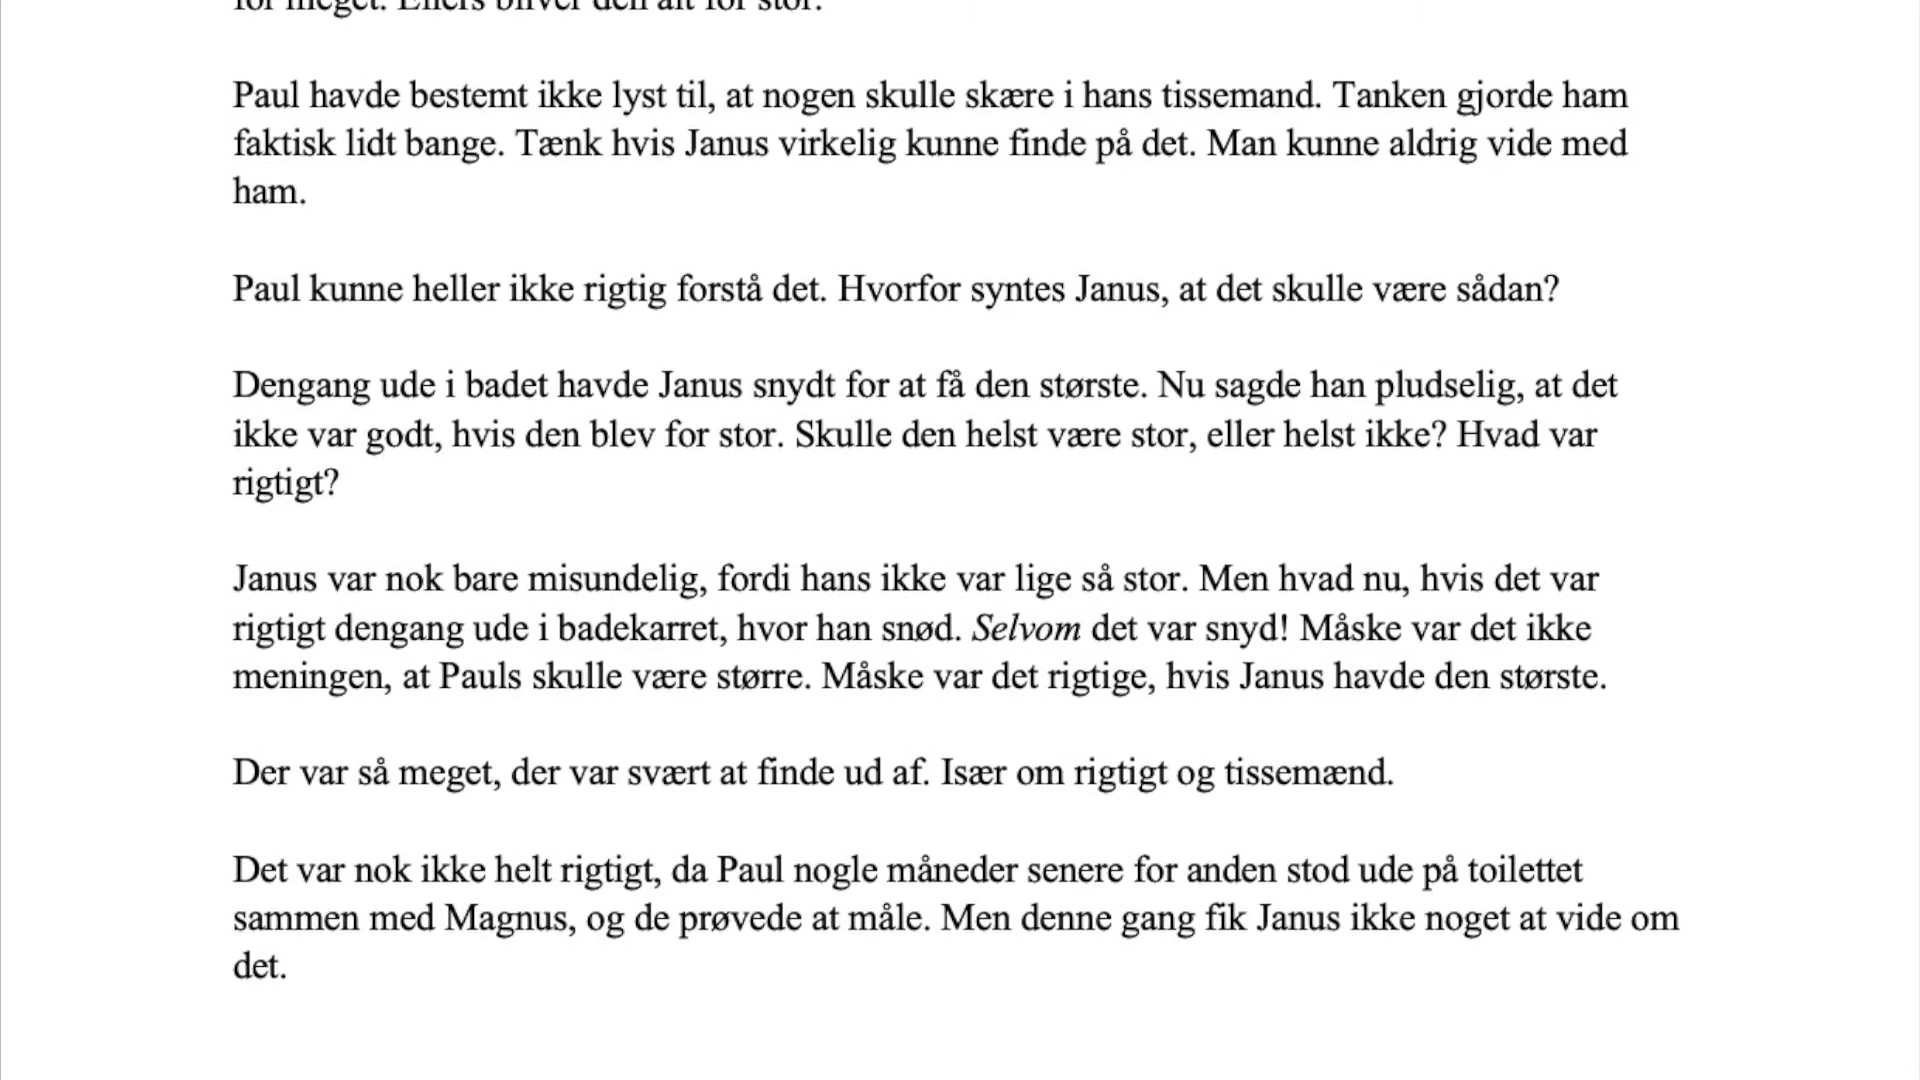 for meget. Ellers bliver den alt for stor.
Paul havde bestemt ikke lyst til, at nogen skulle skære i hans tissemand. Tanken gjorde ham
faktisk lidt bange. Tænk hvis Janus virkelig kunne finde på det. Man kunne aldrig vide med
ham.
Paul kunne heller ikke rigtig forstå det. Hvorfor syntes Janus, at det skulle være sådan?
Dengang ude i badet havde Janus snydt for at få den største. Nu sagde han pludselig, at det
ikke var godt, hvis den blev for stor. Skulle den helst være stor, eller helst ikke? Hvad var
rigtigt?
Janus var nok bare misundelig, fordi hans ikke var lige så stor. Men hvad nu, hvis det var
rigtigt dengang ude i badekarret, hvor han snød. Selvom det var snyd! Måske var det ikke
meningen, at Pauls skulle være større. Måske var det rigtige, hvis Janus havde den største.
Der var så meget, der var svært at finde ud af. Især om rigtigt og tissemænd.
Det var nok ikke helt rigtigt, da Paul nogle måneder senere for anden stod ude på toilettet
sammen med Magnus, og de prøvede at måle. Men denne gang fik Janus ikke noget at vide om
det.